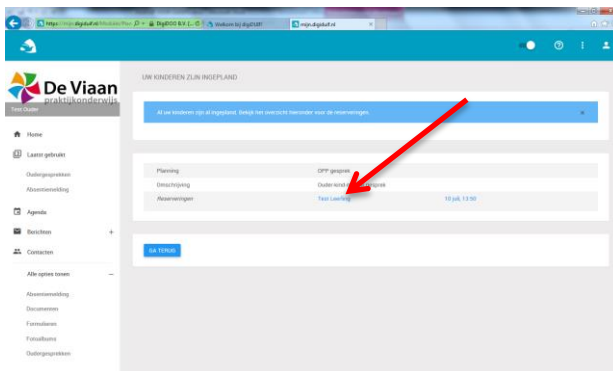 DigiDUIF B.V. [...
Welkom bij digiDUIF
mijn.digiduif.nl
De Viaan
praktijkonderwijs
Test Ouder
UW KINDEREN ZIJN INGEPLAND
Al uw kinderen zijn al ingepland. Bekijk het overzicht hieronder voor de reserveringen.
Home
Laatst gebruikt
Oudergesprekken
Absentiemelding
Agenda
Berichten +
Contacten
Alle opties tonen –
Absentiemelding
Documenten
Formulieren
Fotoalbums
Oudergesprekken
Planning OPP gesprek
Omschrijving
Reserveringen Test Leerling 10 juli, 13:50
GA TERUG